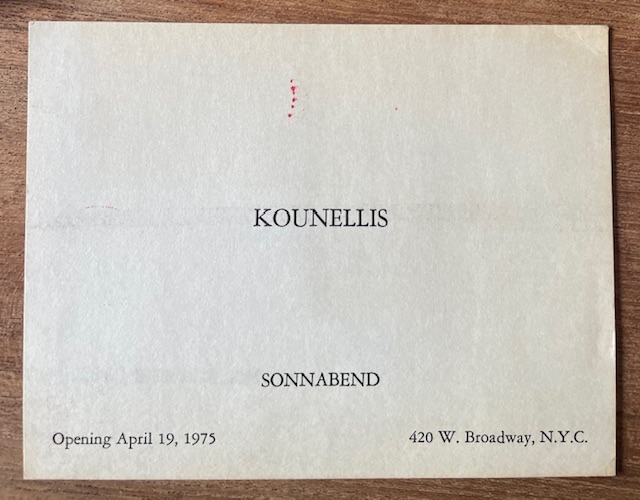 KOUNELLIS
SONNABEND
Opening April 19, 1975
420 W. Broadway, N.Y.C.